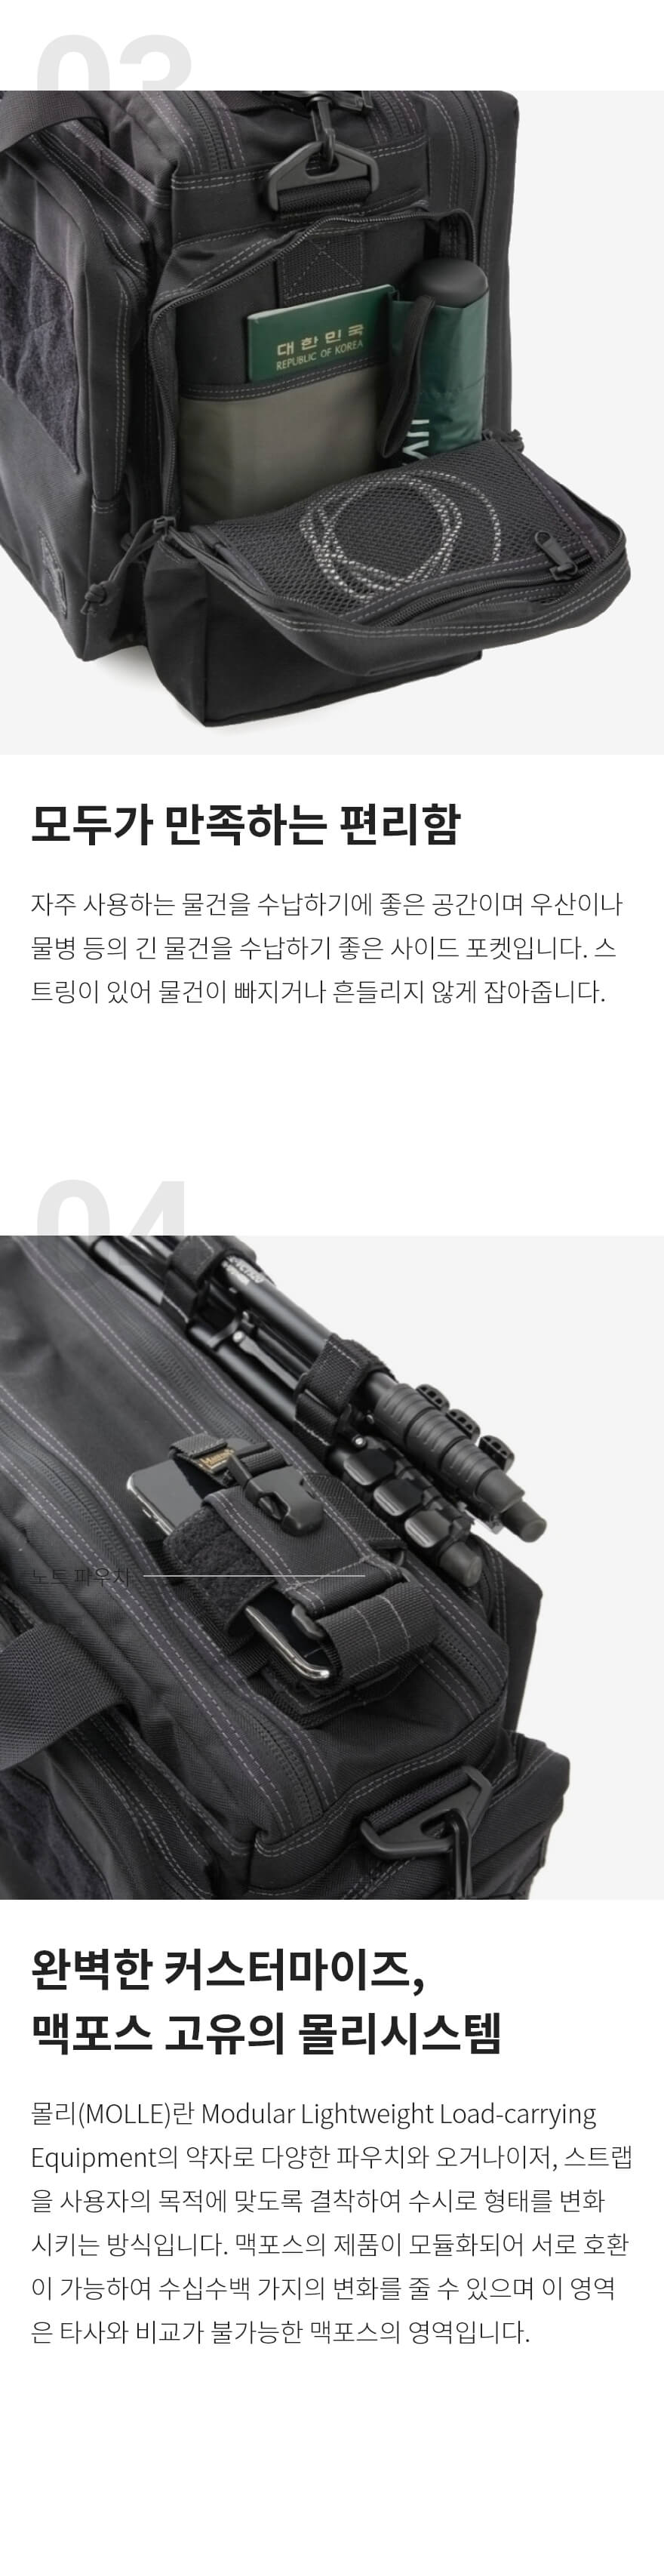 03
대한민국
REPUBLIC OF KOREA
UV
모두가 만족하는 편리함
자주 사용하는 물건을 수납하기에 좋은 공간이며 우산이나
물병 등의 긴 물건을 수납하기 좋은 사이드 포켓입니다. 스
트링이 있어 물건이 빠지거나 흔들리지 않게 잡아줍니다.
04
노트 파우치
완벽한 커스터마이즈,
맥포스 고유의 몰리시스템
몰리(MOLLE)란 Modular Lightweight Load-carrying
Equipment의 약자로 다양한 파우치와 오거나이저, 스트랩
을 사용자의 목적에 맞도록 결착하여 수시로 형태를 변화
시키는 방식입니다. 맥포스의 제품이 모듈화되어 서로 호환
이 가능하여 수십수백 가지의 변화를 줄 수 있으며 이 영역
은 타사와 비교가 불가능한 맥포스의 영역입니다.